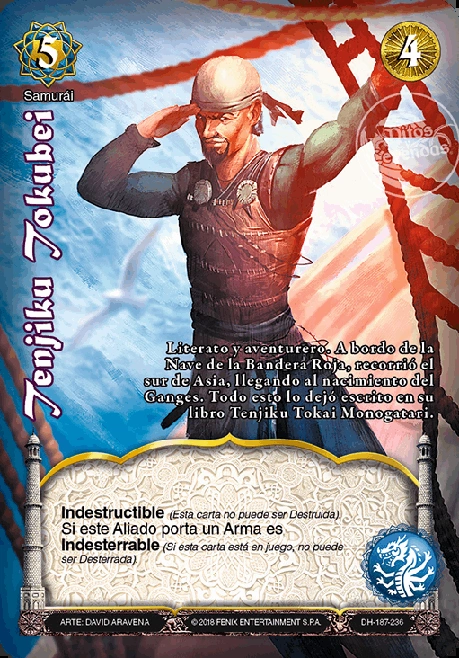 5
4
Samurái
Mitos
Leyendas
Tenjiku Tokubei
Literato y aventurero. A bordo de la
Nave de la Bandera Roja, recorrió el
sur de Asia, llegando al nacimiento del
Ganges. Todo esto lo dejó escrito en su
libro Tenjiku Tokai Monogatari.
Indestructible (Esta carta no puede ser Destruida).
Si este Aliado porta un Arma es
Indesterrable (Si esta carta está en juego, no puede
ser Desterrada).
ARTE: DAVID ARAVENA
©2018 FENIX ENTERTAINMENT S.P.A.
DH-187-236